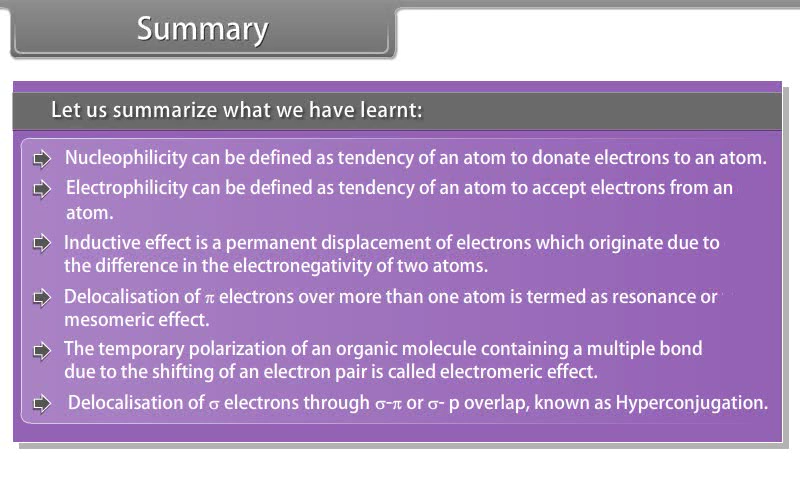 Summary
Let us summarize what we have learnt:
Nucleophilicity can be defined as tendency of an atom to donate electrons to an atom.
Electrophilicity can be defined as tendency of an atom to accept electrons from an
atom.
Inductive effect is a permanent displacement of electrons which originate due to
the difference in the electronegativity of two atoms.
Delocalisation of π electrons over more than one atom is termed as resonance or
mesomeric effect.
The temporary polarization of an organic molecule containing a multiple bond
due to the shifting of an electron pair is called electromeric effect.
Delocalisation of σ electrons through σ-π or σ- p overlap, known as Hyperconjugation.